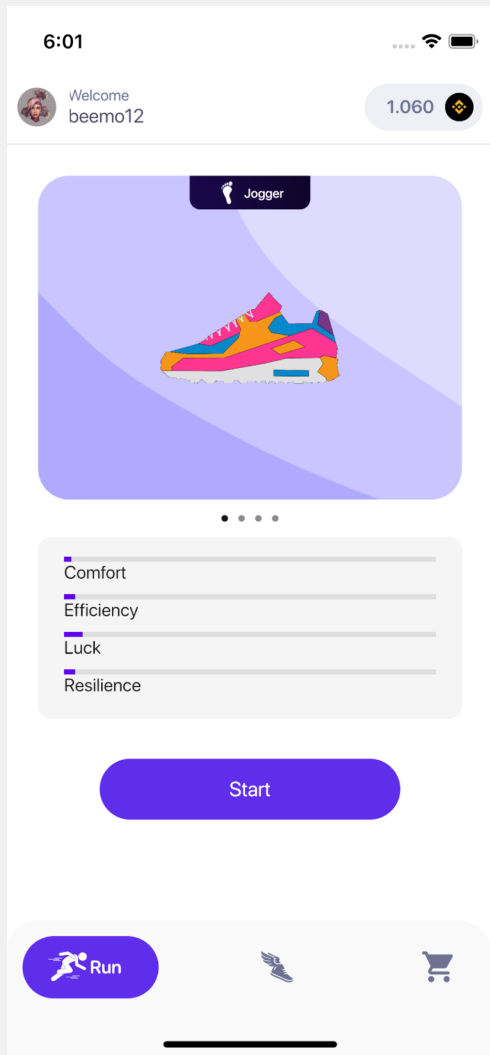 6:01
Welcome
beemo12
1.060
Jogger
Comfort
Efficiency
Luck
Resilience
Start
Run